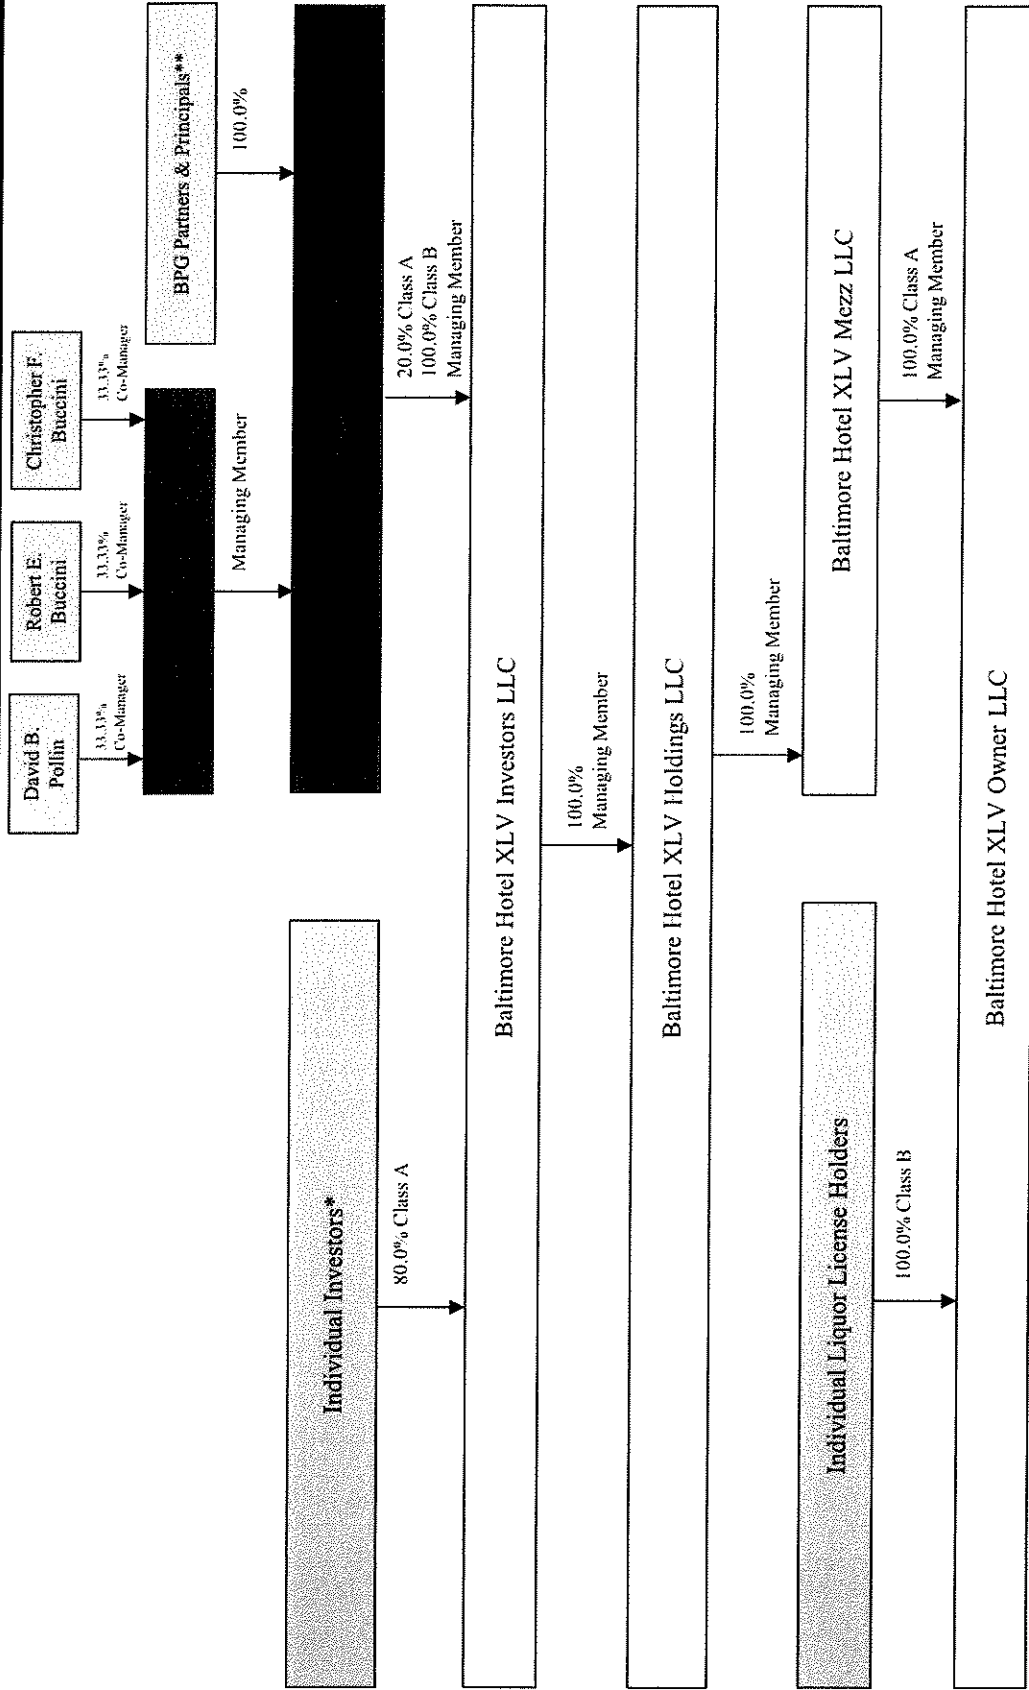 David B.
Pollin
Robert E.
Buccini
Christopher F.
Buccini
33.33%
Co-Manager
33.33%
Co-Manager
33.33%
Co-Manager
BPG Partners & Principals**
Managing Member
100.0%
Individual Investors*
80.0% Class A
20.0% Class A
100.0% Class B
Managing Member
Baltimore Hotel XLV Investors LLC
100.0%
Managing Member
Baltimore Hotel XLV Holdings LLC
100.0%
Managing Member
Individual Liquor License Holders
Baltimore Hotel XLV Mezz LLC
100.0% Class B
100.0% Class A
Managing Member
Baltimore Hotel XLV Owner LLC